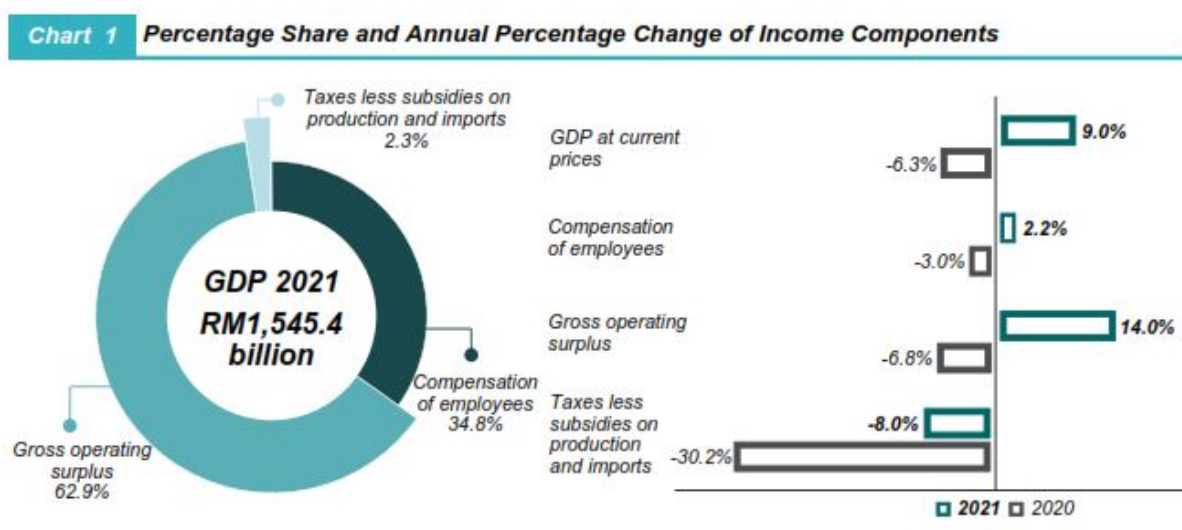 Chart 1 Percentage Share and Annual Percentage Change of Income Components
Taxes less subsidies on
production and imports
2.3%
GDP 2021
RM1,545.4
billion
Compensation
of employees
34.8%
Gross operating
surplus
62.9%
GDP at current
prices
9.0%
-6.3%
Compensation
of employees
2.2%
-3.0%
Gross operating
surplus
14.0%
-6.8%
Taxes less
subsidies on
production
and imports
-8.0%
-30.2%
2021 2020